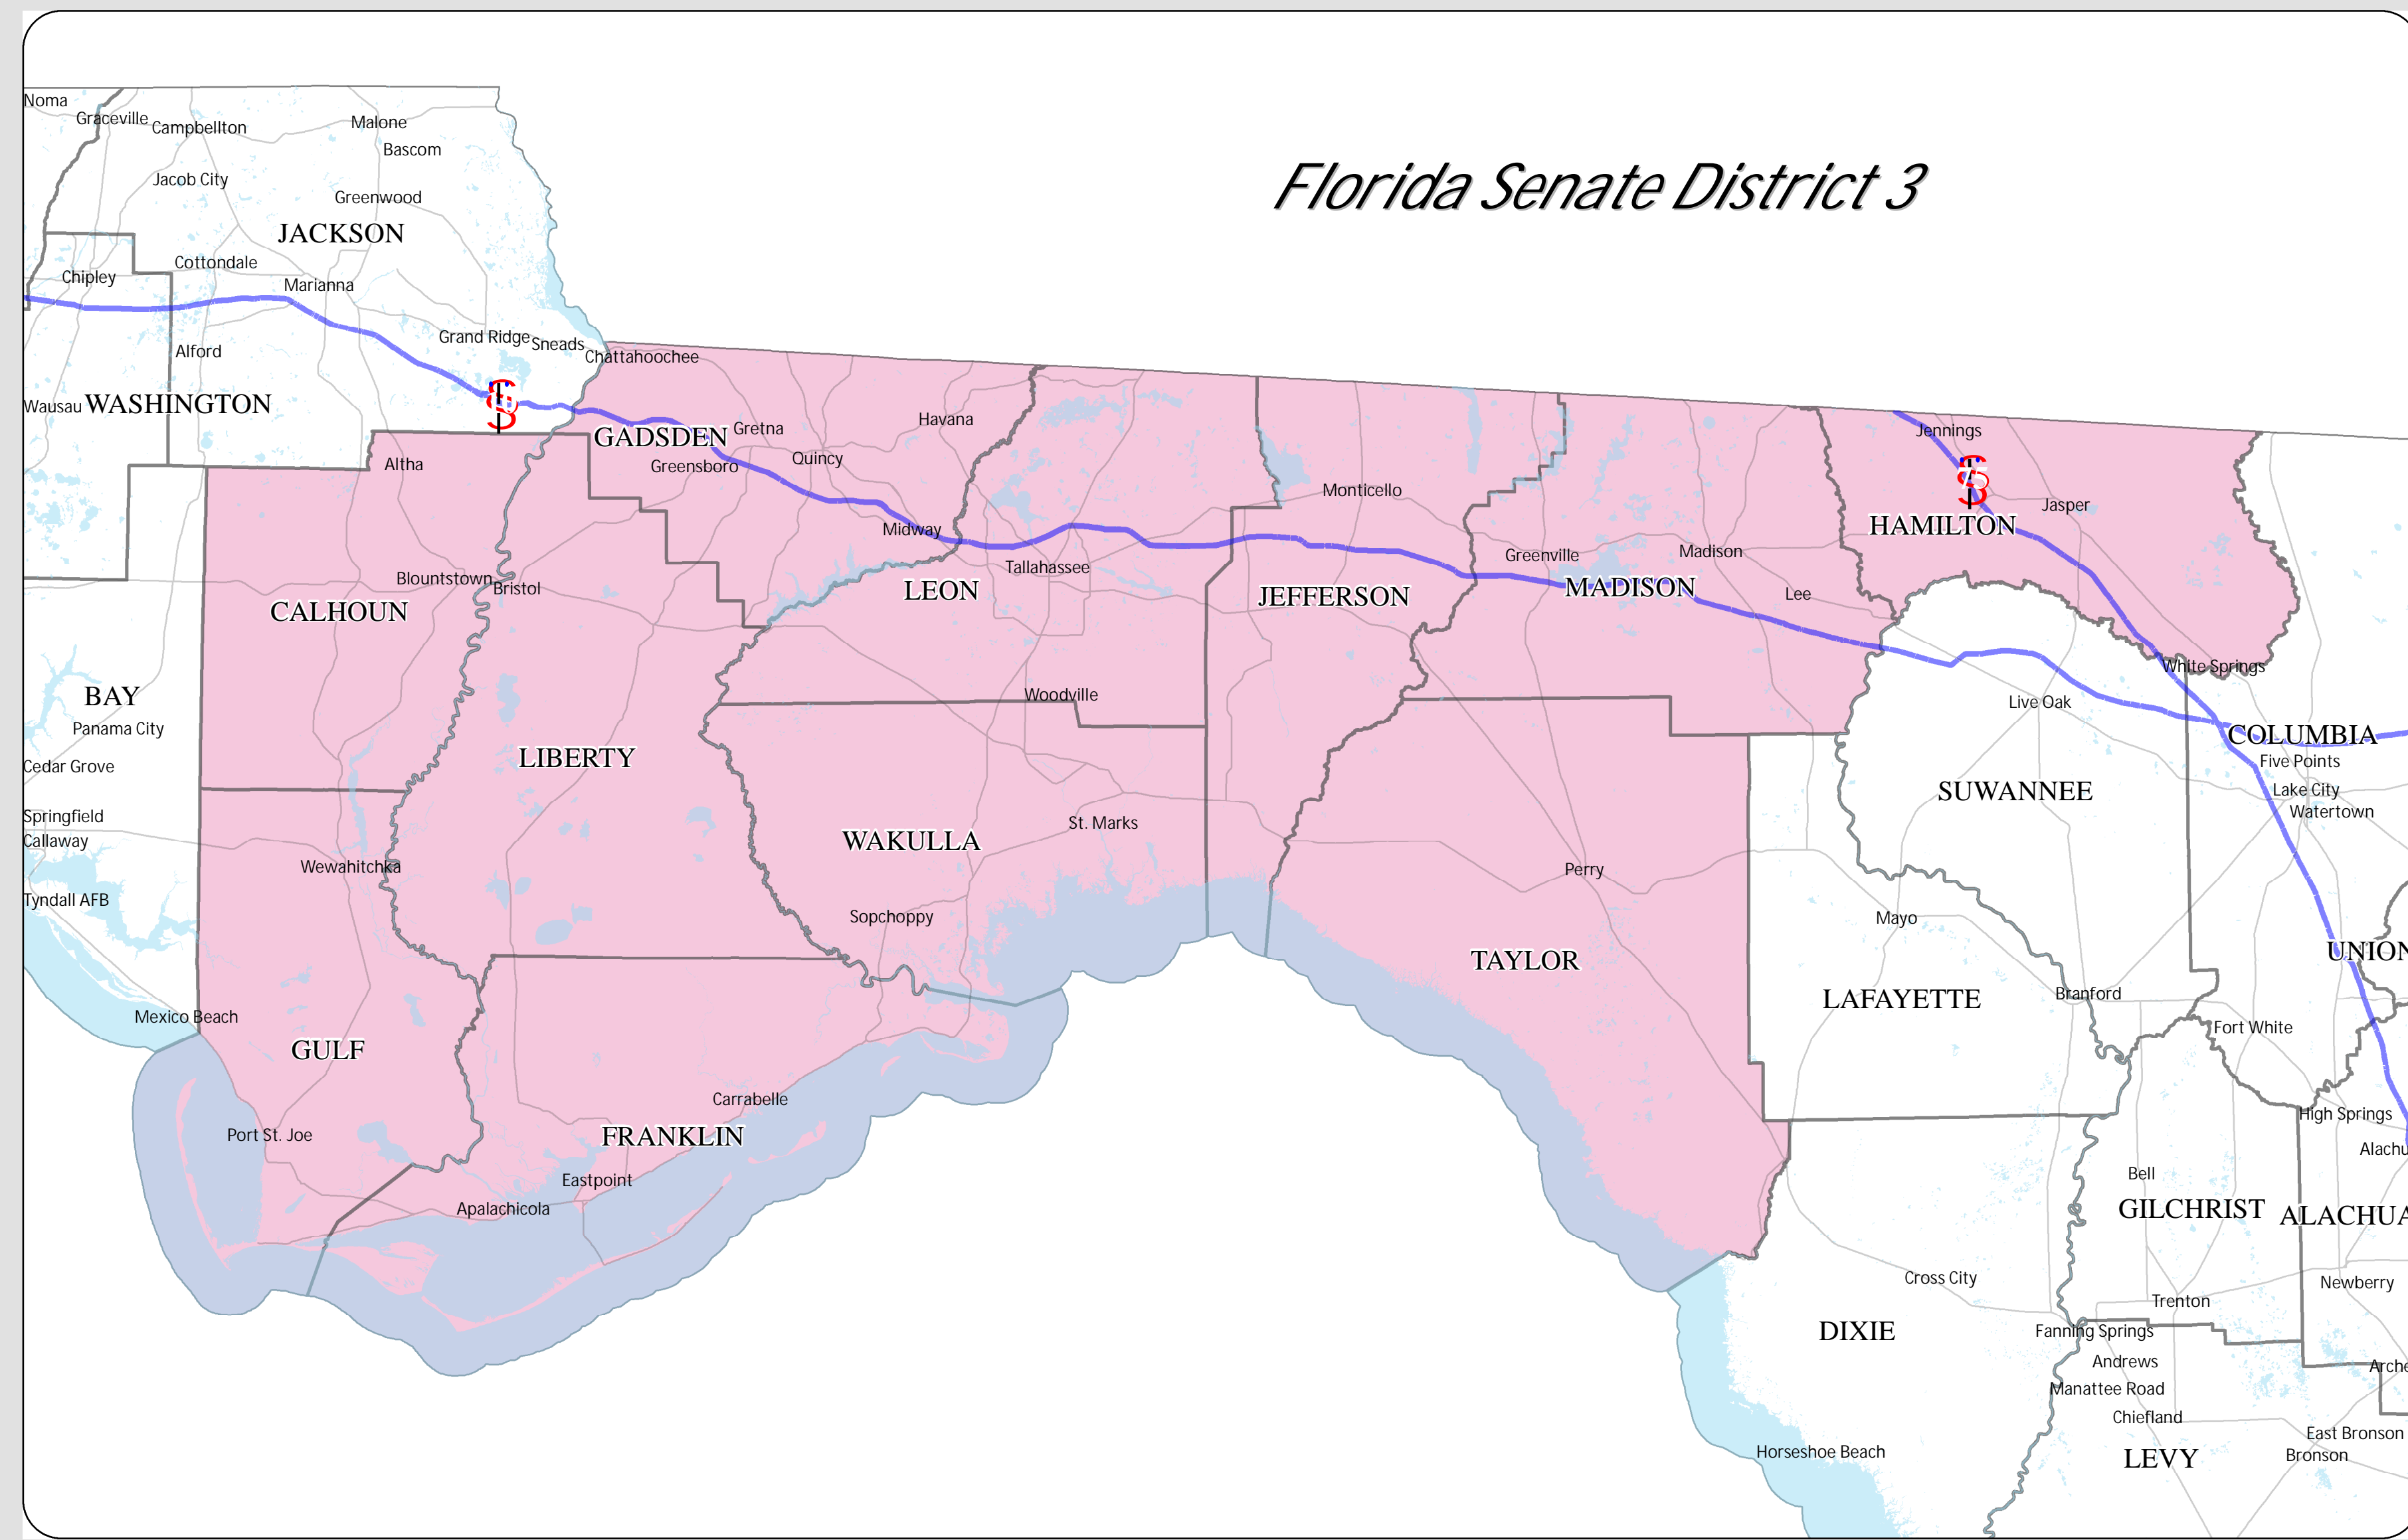 Florida Senate District 3
Noma
Graceville
Campbellton
Malone
Bascom
Jacob City
Greenwood
JACKSON
Chipley
Cottondale
Marianna
Grand Ridge
Sneads
Chattahoochee
Alford
Wausau
WASHINGTON
Altha
GADSDEN
Gretna
Havana
Greensboro
Quincy
Midway
Monticello
Jennings
Jasper
HAMILTON
Blountstown
Bristol
CALHOUN
LEON
Tallahassee
JEFFERSON
Greenville
Madison
MADISON
Lee
White Springs
BAY
Panama City
Woodville
Live Oak
COLUMBIA
Cedar Grove
LIBERTY
Five Points
SUWANNEE
Lake City
Watertown
Springfield
Callaway
WAKULLA
St. Marks
Wewahitchka
Perry
Tyndall AFB
Sopchoppy
Mayo
TAYLOR
UNION
LAFAYETTE
Branford
Mexico Beach
GULF
Fort White
Carrabelle
Port St. Joe
FRANKLIN
High Springs
Alachu
Eastpoint
Bell
Apalachicola
GILCHRIST
ALACHUA
Cross City
Newberry
Trenton
DIXIE
Fanning Springs
Andrews
Arche
Manattee Road
Chiefland
East Bronson
Horseshoe Beach
LEVY
Bronson